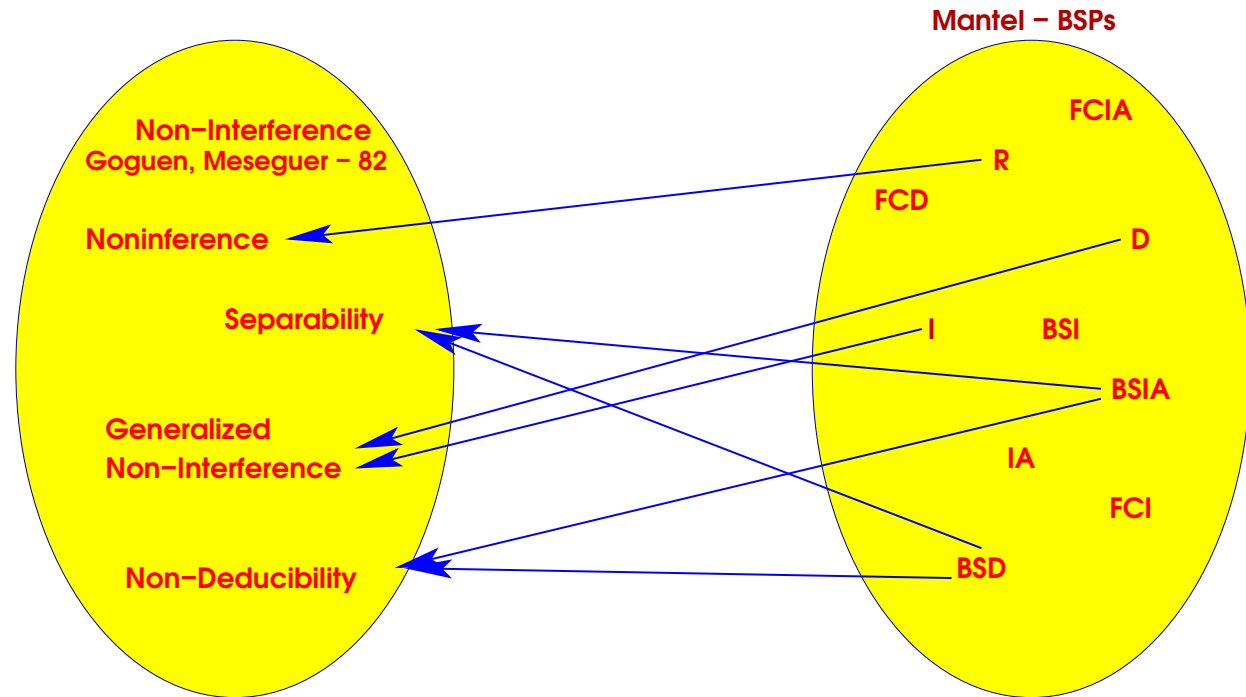 Mantel − BSPs
Non−Interference
Goguen, Meseguer − 82
Noninference
Separability
Generalized
Non−Interference
Non−Deducibility
FCIA
R
FCD
D
I
BSI
BSIA
IA
FCI
BSD